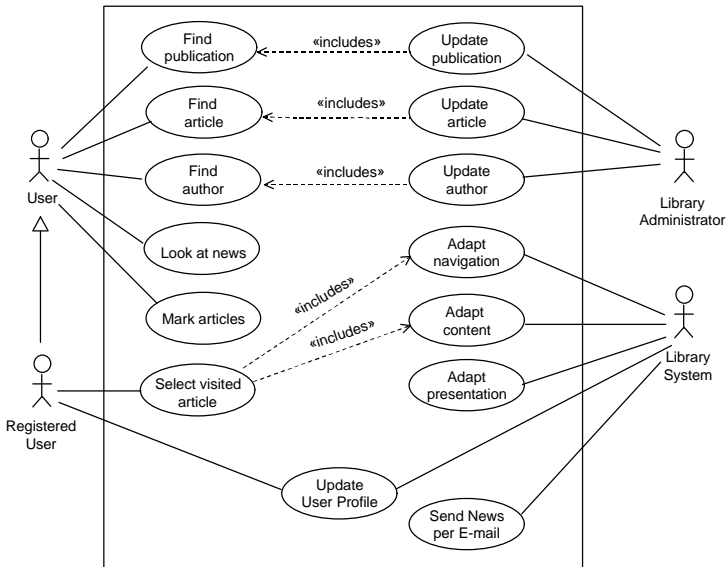 Find
publication
«includes»
Update
publication
Find
article
«includes»
Update
article
Find
author
«includes»
Update
author
User
Library
Administrator
Look at news
Adapt
navigation
«includes»
Mark articles
«includes»
Adapt
content
Select visited
article
Adapt
presentation
Library
System
Registered
User
Update
User Profile
Send News
per E-mail